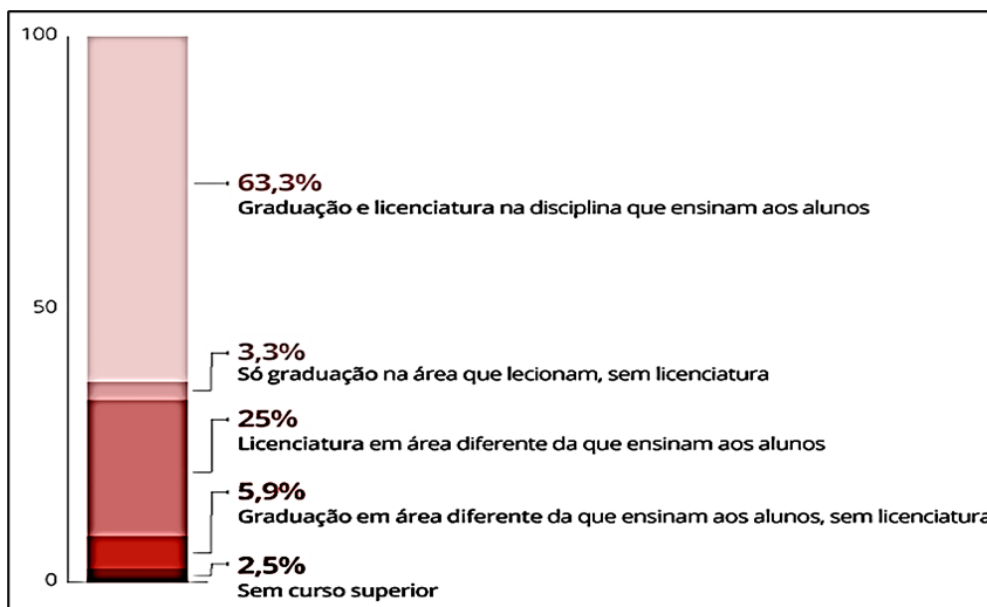 100
63,3%
Graduação e licenciatura na disciplina que ensinam aos alunos
50
3,3%
Só graduação na área que lecionam, sem licenciatura
25%
Licenciatura em área diferente da que ensinam aos alunos
5,9%
Graduação em área diferente da que ensinam aos alunos, sem licenciatura
2,5%
0
Sem curso superior